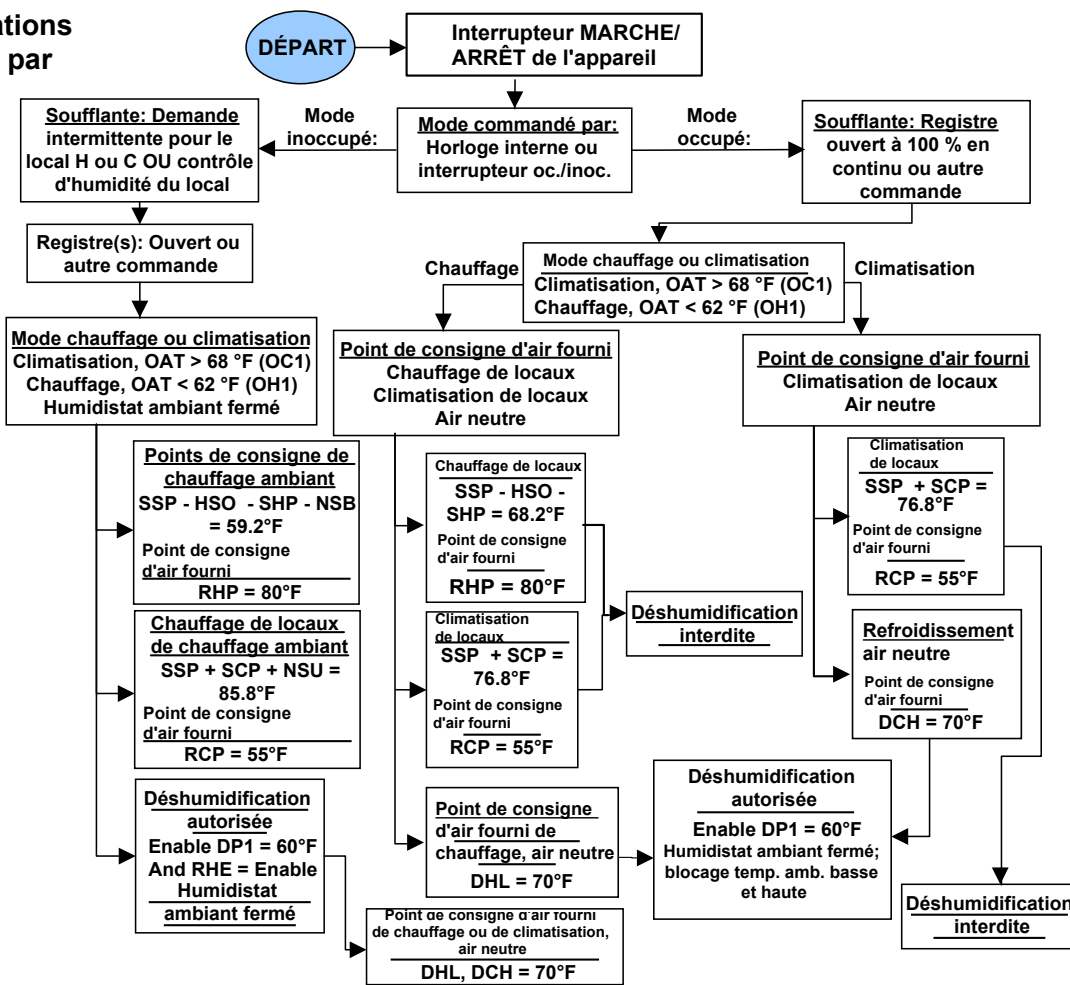 ations
par
DÉPART
Interrupteur MARCHE/
ARRÊT de l'appareil
Soufflante: Demande
intermittente pour le
local H ou C OU contrôle
d'humidité du local
Mode
inoccupé:
Mode commandé par:
Horloge interne ou
interrupteur oc./inoc.
Mode
occupé:
Soufflante: Registre
ouvert à 100 % en
continu ou autre
commande
Registre(s): Ouvert ou
autre commande
Chauffage
Mode chauffage ou climatisation
Climatisation, OAT > 68 °F (OC1)
Chauffage, OAT < 62 °F (OH1)
Climatisation
Mode chauffage ou climatisation
Climatisation, OAT > 68 °F (OC1)
Chauffage, OAT < 62 °F (OH1)
Humidistat ambiant fermé
Point de consigne d'air fourni
Chauffage de locaux
Climatisation de locaux
Air neutre
Point de consigne d'air fourni
Climatisation de locaux
Air neutre
Points de consigne de
chauffage ambiant
SSP - HSO - SHP - NSB
= 59.2°F
Point de consigne
d'air fourni
RHP = 80°F
Chauffage de locaux
SSP - HSO -
SHP = 68.2°F
Point de consigne
d'air fourni
RHP = 80°F
Climatisation
de locaux
SSP + SCP =
76.8°F
Point de consigne
d'air fourni
RCP = 55°F
Chauffage de locaux
de chauffage ambiant
SSP + SCP + NSU =
85.8°F
Point de consigne
d'air fourni
RCP = 55°F
Climatisation
de locaux
SSP + SCP =
76.8°F
Point de consigne
d'air fourni
RCP = 55°F
Déshumidification
interdite
Refroidissement
air neutre
Point de consigne
d'air fourni
DCH = 70°F
Déshumidification
autorisée
Enable DP1 = 60°F
And RHE = Enable
Humidistat
ambiant fermé
Point de consigne
d'air fourni de
chauffage, air neutre
DHL = 70°F
Déshumidification
autorisée
Enable DP1 = 60°F
Humidistat ambiant fermé;
blocage temp. amb. basse
et haute
Déshumidification
interdite
Point de consigne d'air fourni
de chauffage ou de climatisation,
air neutre
DHL, DCH = 70°F